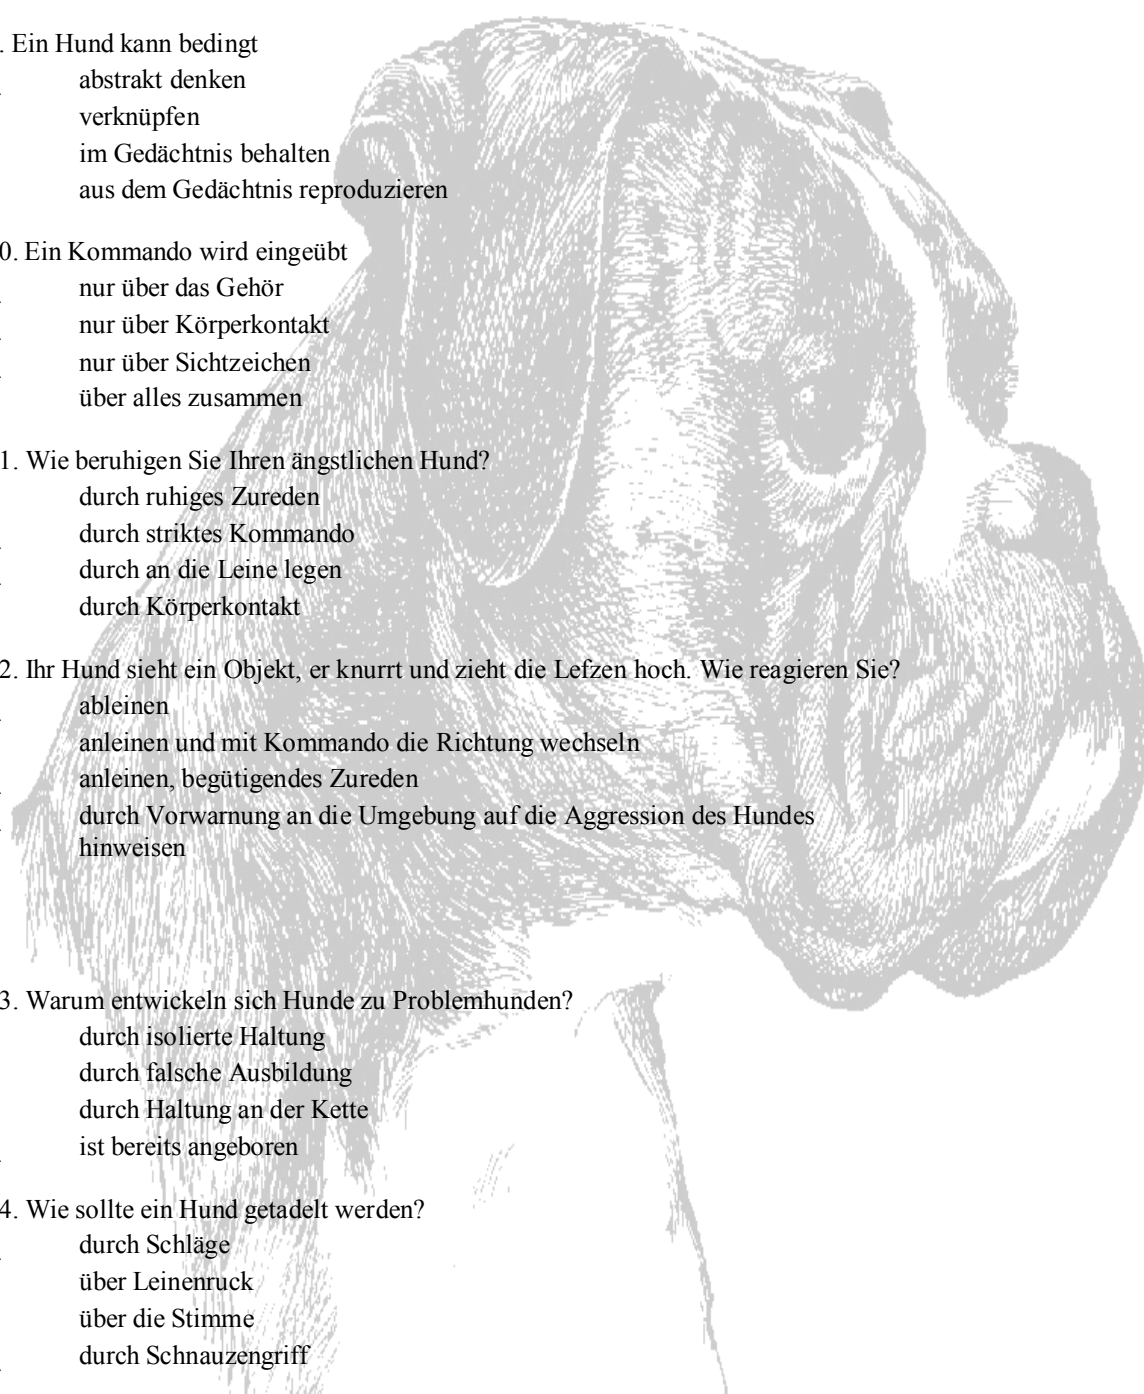 . Ein Hund kann bedingt
abstrakt denken
verknüpfen
im Gedächtnis behalten
aus dem Gedächtnis reproduzieren
0. Ein Kommando wird eingeübt
nur über das Gehör
nur über Körperkontakt
nur über Sichtzeichen
über alles zusammen
1. Wie beruhigen Sie Ihren ängstlichen Hund?
durch ruhiges Zureden
durch striktes Kommando
durch an die Leine legen
durch Körperkontakt
2. Ihr Hund sieht ein Objekt, er knurrt und zieht die Lefzen hoch. Wie reagieren Sie?
ableinen
anleinen und mit Kommando die Richtung wechseln
anleinen, begütigendes Zureden
durch Vorwarnung an die Umgebung auf die Aggression des Hundes
hinweisen
3. Warum entwickeln sich Hunde zu Problemhunden?
durch isolierte Haltung
durch falsche Ausbildung
durch Haltung an der Kette
ist bereits angeboren
4. Wie sollte ein Hund getadelt werden?
durch Schläge
über Leinenruck
über die Stimme
durch Schnauzengriff